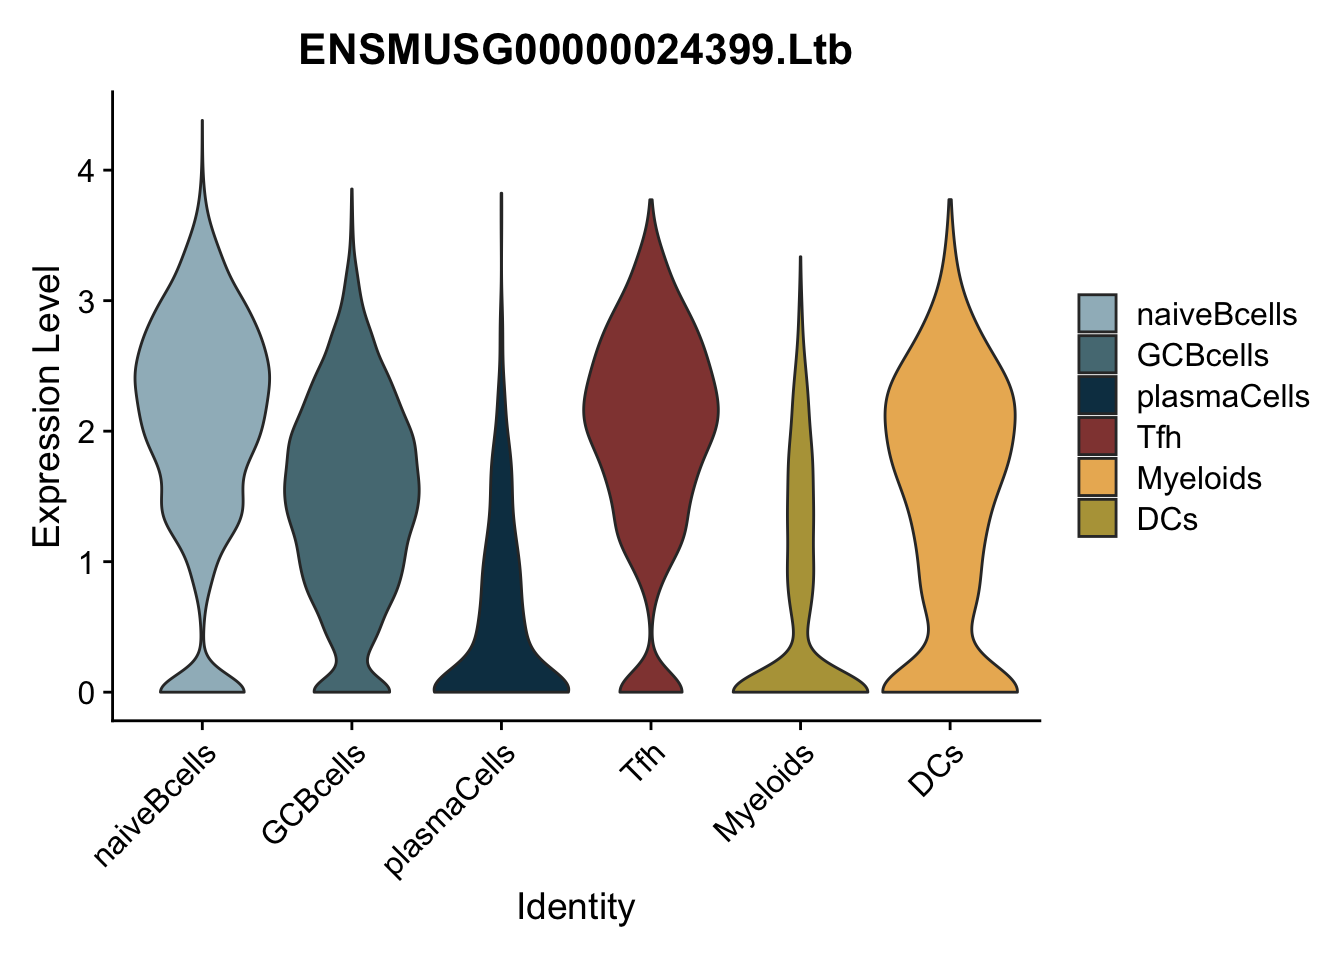 ENSMUSG00000024399.Ltb
Expression Level
4
3
2
1
0
naiveBcells
GCBcells
plasmaCells
Tfh
Myeloids
DCs
Identity
naiveBcells
GCBcells
plasmaCells
Tfh
Myeloids
DCs